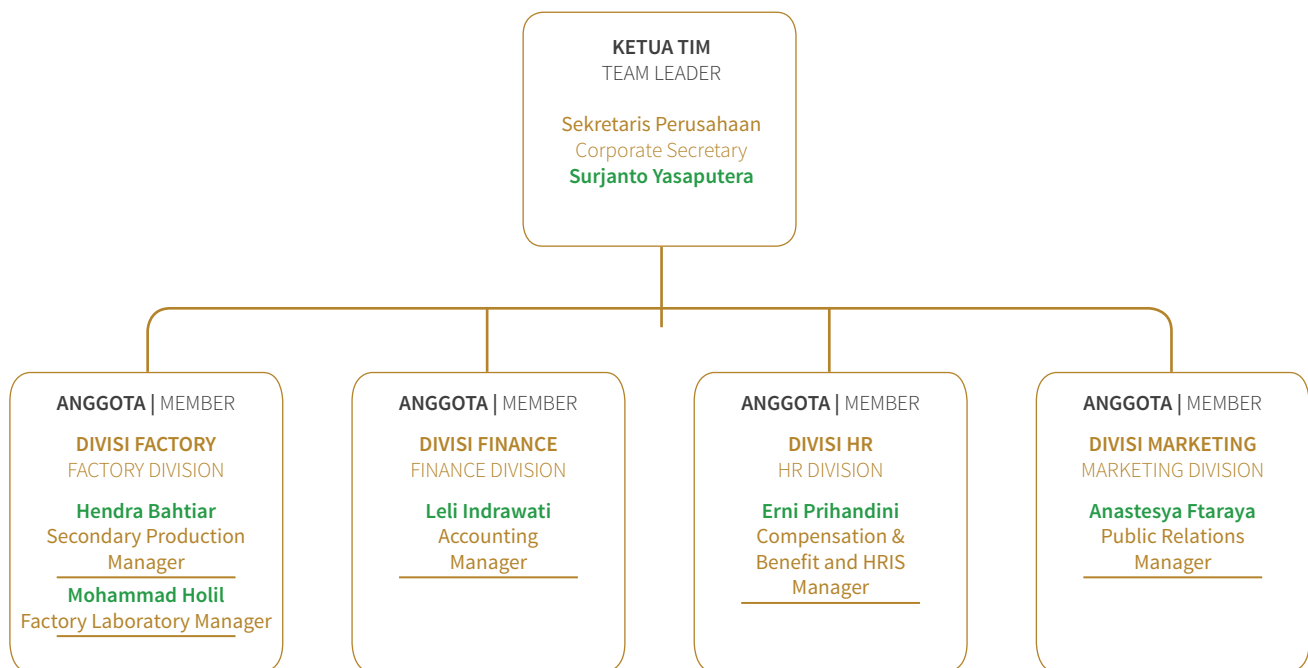 KETUA TIM
TEAM LEADER
Sekretaris Perusahaan
Corporate Secretary
Surjanto Yasaputera
ANGGOTA | MEMBER
DIVISI FACTORY
FACTORY DIVISION
Hendra Bahtiar
Secondary Production
Manager
Mohammad Holil
Factory Laboratory Manager
ANGGOTA | MEMBER
DIVISI FINANCE
FINANCE DIVISION
Leli Indrawati
Accounting
Manager
ANGGOTA | MEMBER
DIVISI HR
HR DIVISION
Erni Prihandini
Compensation &
Benefit and HRIS
Manager
ANGGOTA | MEMBER
DIVISI MARKETING
MARKETING DIVISION
Anastesya Ftaraya
Public Relations
Manager